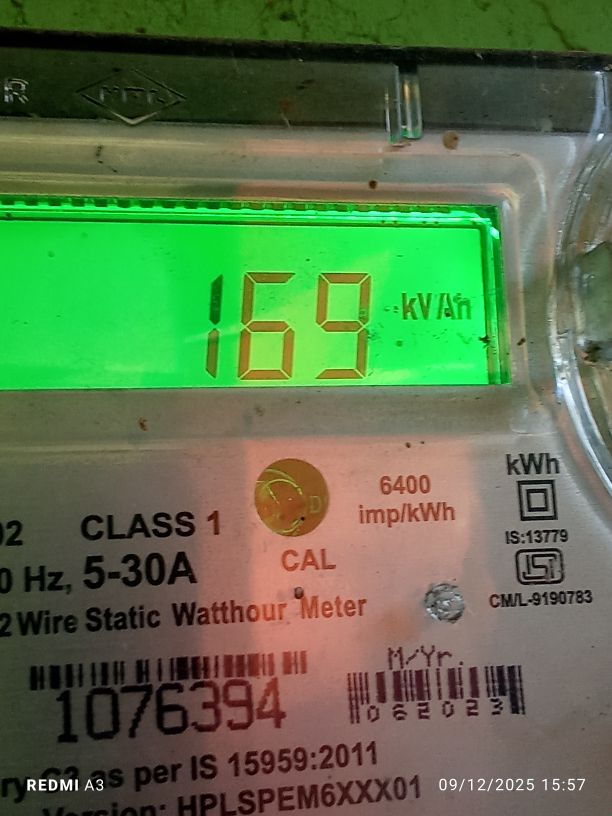 R
169 kVAh
kWh
6400
imp/kWh
IS:13779
02 CLASS 1
CAL
0 Hz, 5-30A
CM/L-9190783
2 Wire Static Watthour Meter
M/Yr.
1076394
062023
ry C3 as per IS 15959:2011
Version: HPLSPEM6XXX01
REDMI A3
09/12/2025 15:57